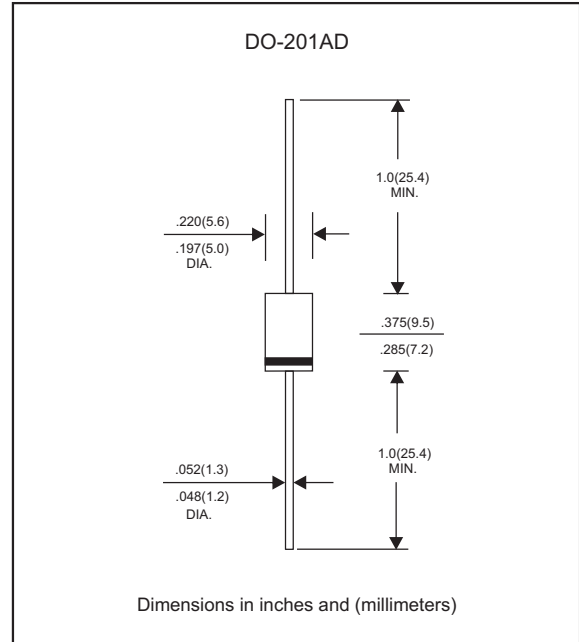 DO-201AD
1.0(25.4)
MIN.
.220(5.6)
.197(5.0)
DIA.
.375(9.5)
.285(7.2)
1.0(25.4)
MIN.
.052(1.3)
.048(1.2)
DIA.
Dimensions in inches and (millimeters)